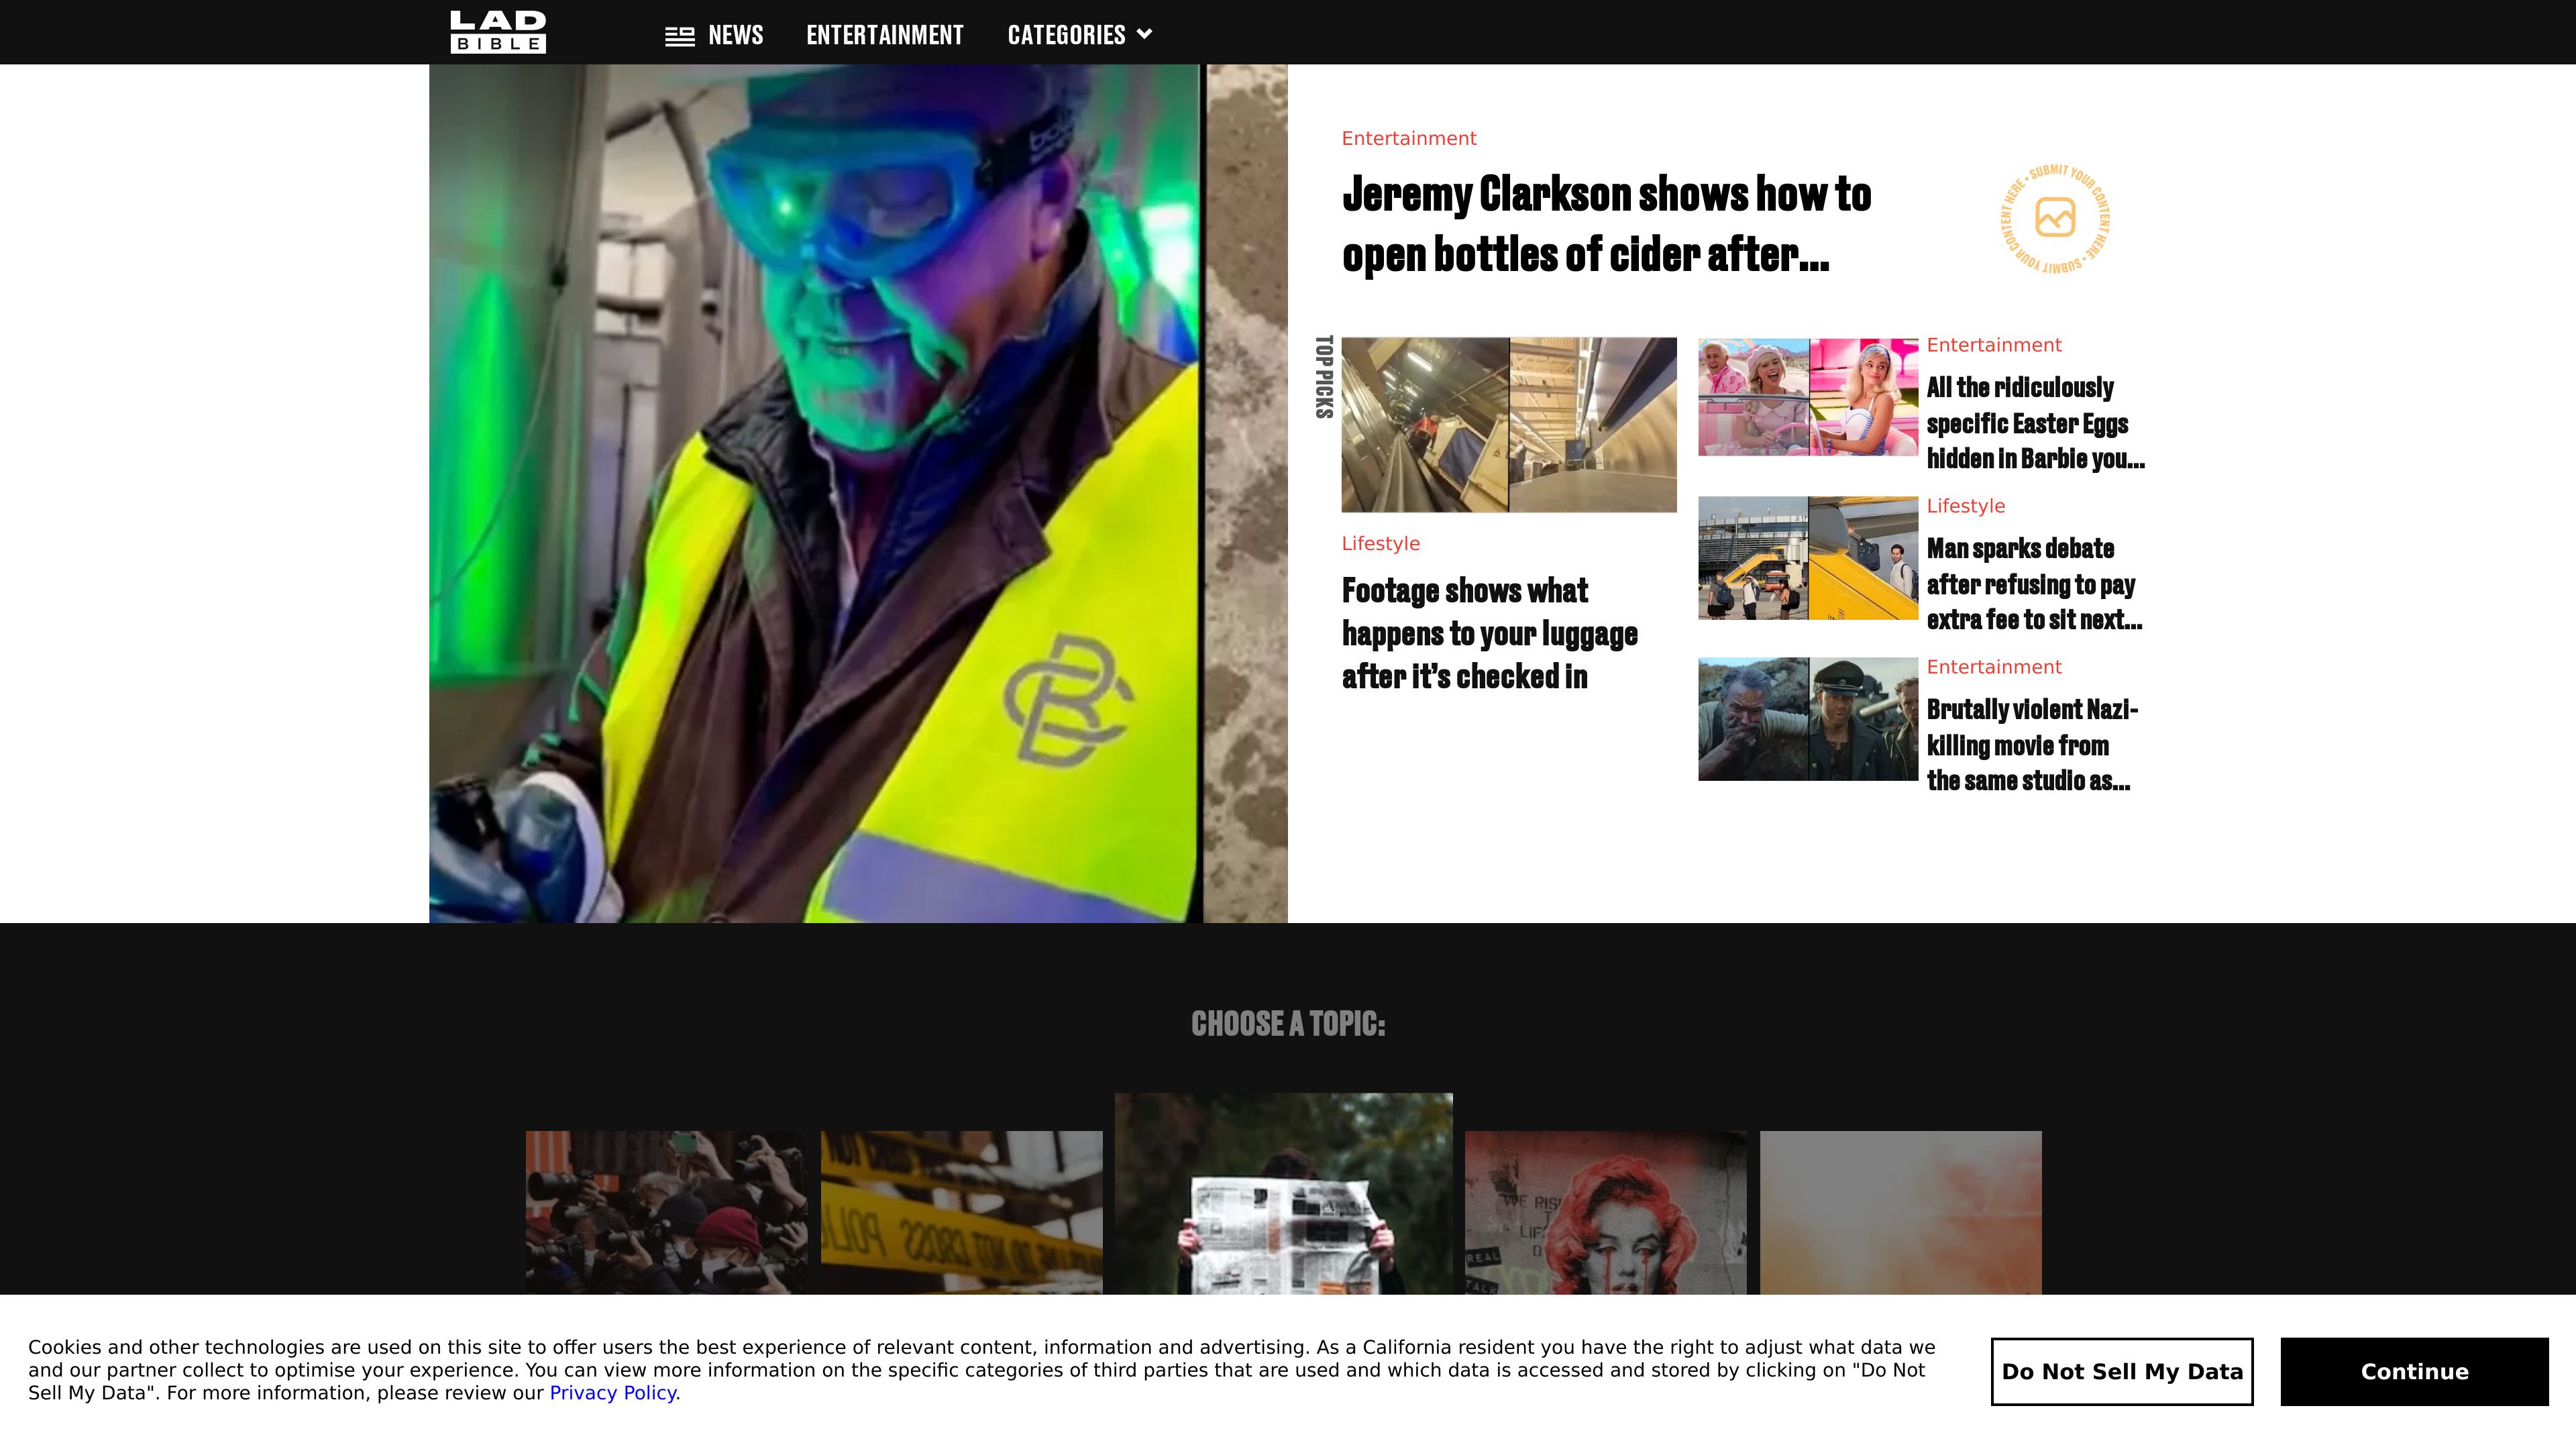 LAD
BIBLE
NEWS
ENTERTAINMENT
CATEGORIES
Entertainment
Jeremy Clarkson shows how to
open bottles of cider after...
SUBMIT YOUR CONTENT HERE • SUBMIT YOUR CONTENT HERE •
TOP PICKS
Lifestyle
Footage shows what
happens to your luggage
after it’s checked in
Entertainment
All the ridiculously
specific Easter Eggs
hidden in Barbie you...
Lifestyle
Man sparks debate
after refusing to pay
extra fee to sit next...
Entertainment
Brutally violent Nazi-
killing movie from
the same studio as...
CHOOSE A TOPIC:
WE RIS
LIF
REAL
TALK
Cookies and other technologies are used on this site to offer users the best experience of relevant content, information and advertising. As a California resident you have the right to adjust what data we
and our partner collect to optimise your experience. You can view more information on the specific categories of third parties that are used and which data is accessed and stored by clicking on "Do Not
Sell My Data". For more information, please review our Privacy Policy.
Do Not Sell My Data
Continue